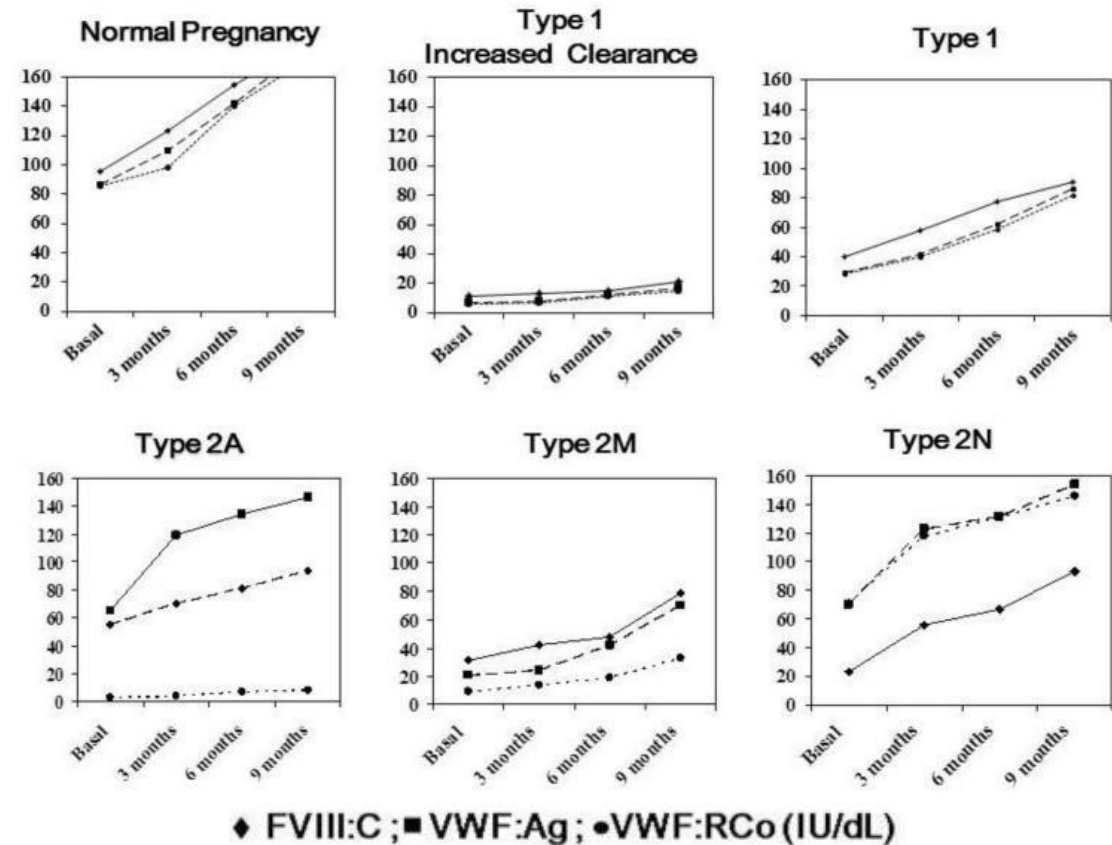 Normal Pregnancy
Type 1
Increased Clearance
Type 1
160
140
120
100
80
60
40
20
0
Basal
3 months
6 months
9 months
160
140
120
100
80
60
40
20
0
Basal
3 months
6 months
9 months
160
140
120
100
80
60
40
20
0
Basal
3 months
6 months
9 months
Type 2A
Type 2M
Type 2N
160
140
120
100
80
60
40
20
0
Basal
3 months
6 months
9 months
160
140
120
100
80
60
40
20
0
Basal
3 months
6 months
9 months
160
140
120
100
80
60
40
20
0
Basal
3 months
6 months
9 months
♦ FVIII:C ; ■ VWF:Ag ; ●VWF:RCo (IU/dL)